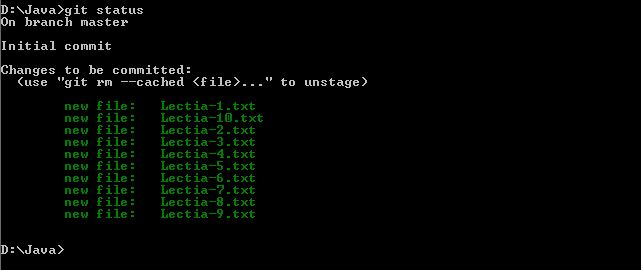 D:\Java>git status
On branch master
Initial commit
Changes to be committed:
(use "git rm --cached <file>..." to unstage)
new file: Lectia-1.txt
new file: Lectia-10.txt
new file: Lectia-2.txt
new file: Lectia-3.txt
new file: Lectia-4.txt
new file: Lectia-5.txt
new file: Lectia-6.txt
new file: Lectia-7.txt
new file: Lectia-8.txt
new file: Lectia-9.txt
D:\Java>